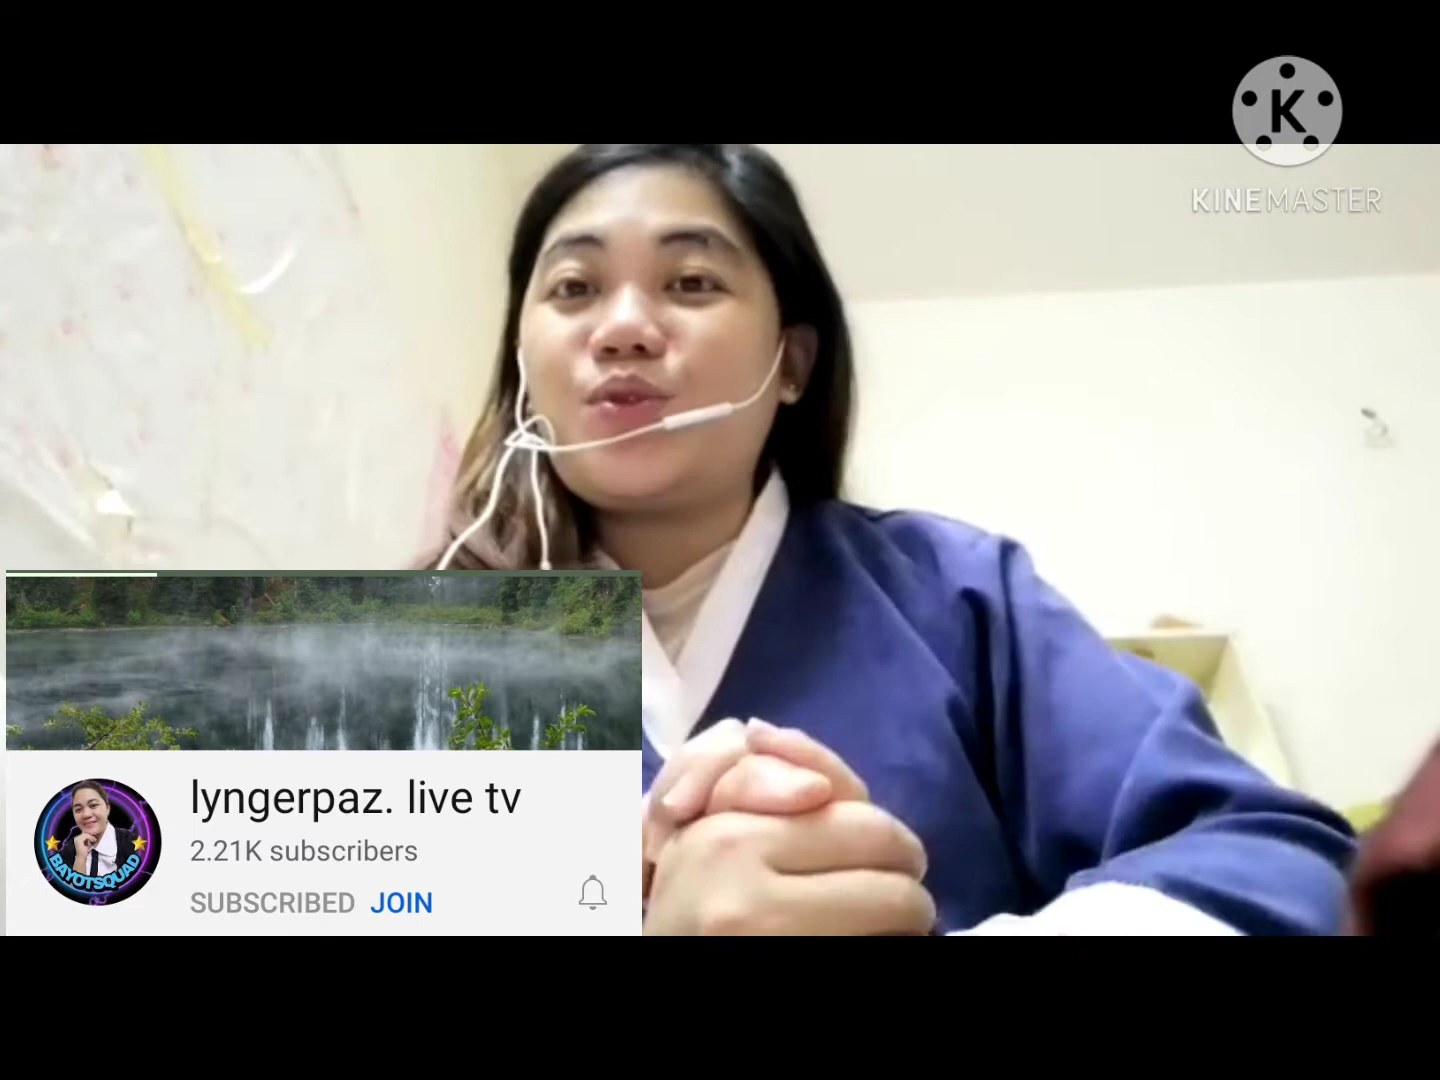 K
KINEMASTER
lyngerpaz. live tv
2.21K subscribers
BAYOTSQUAD
SUBSCRIBED JOIN